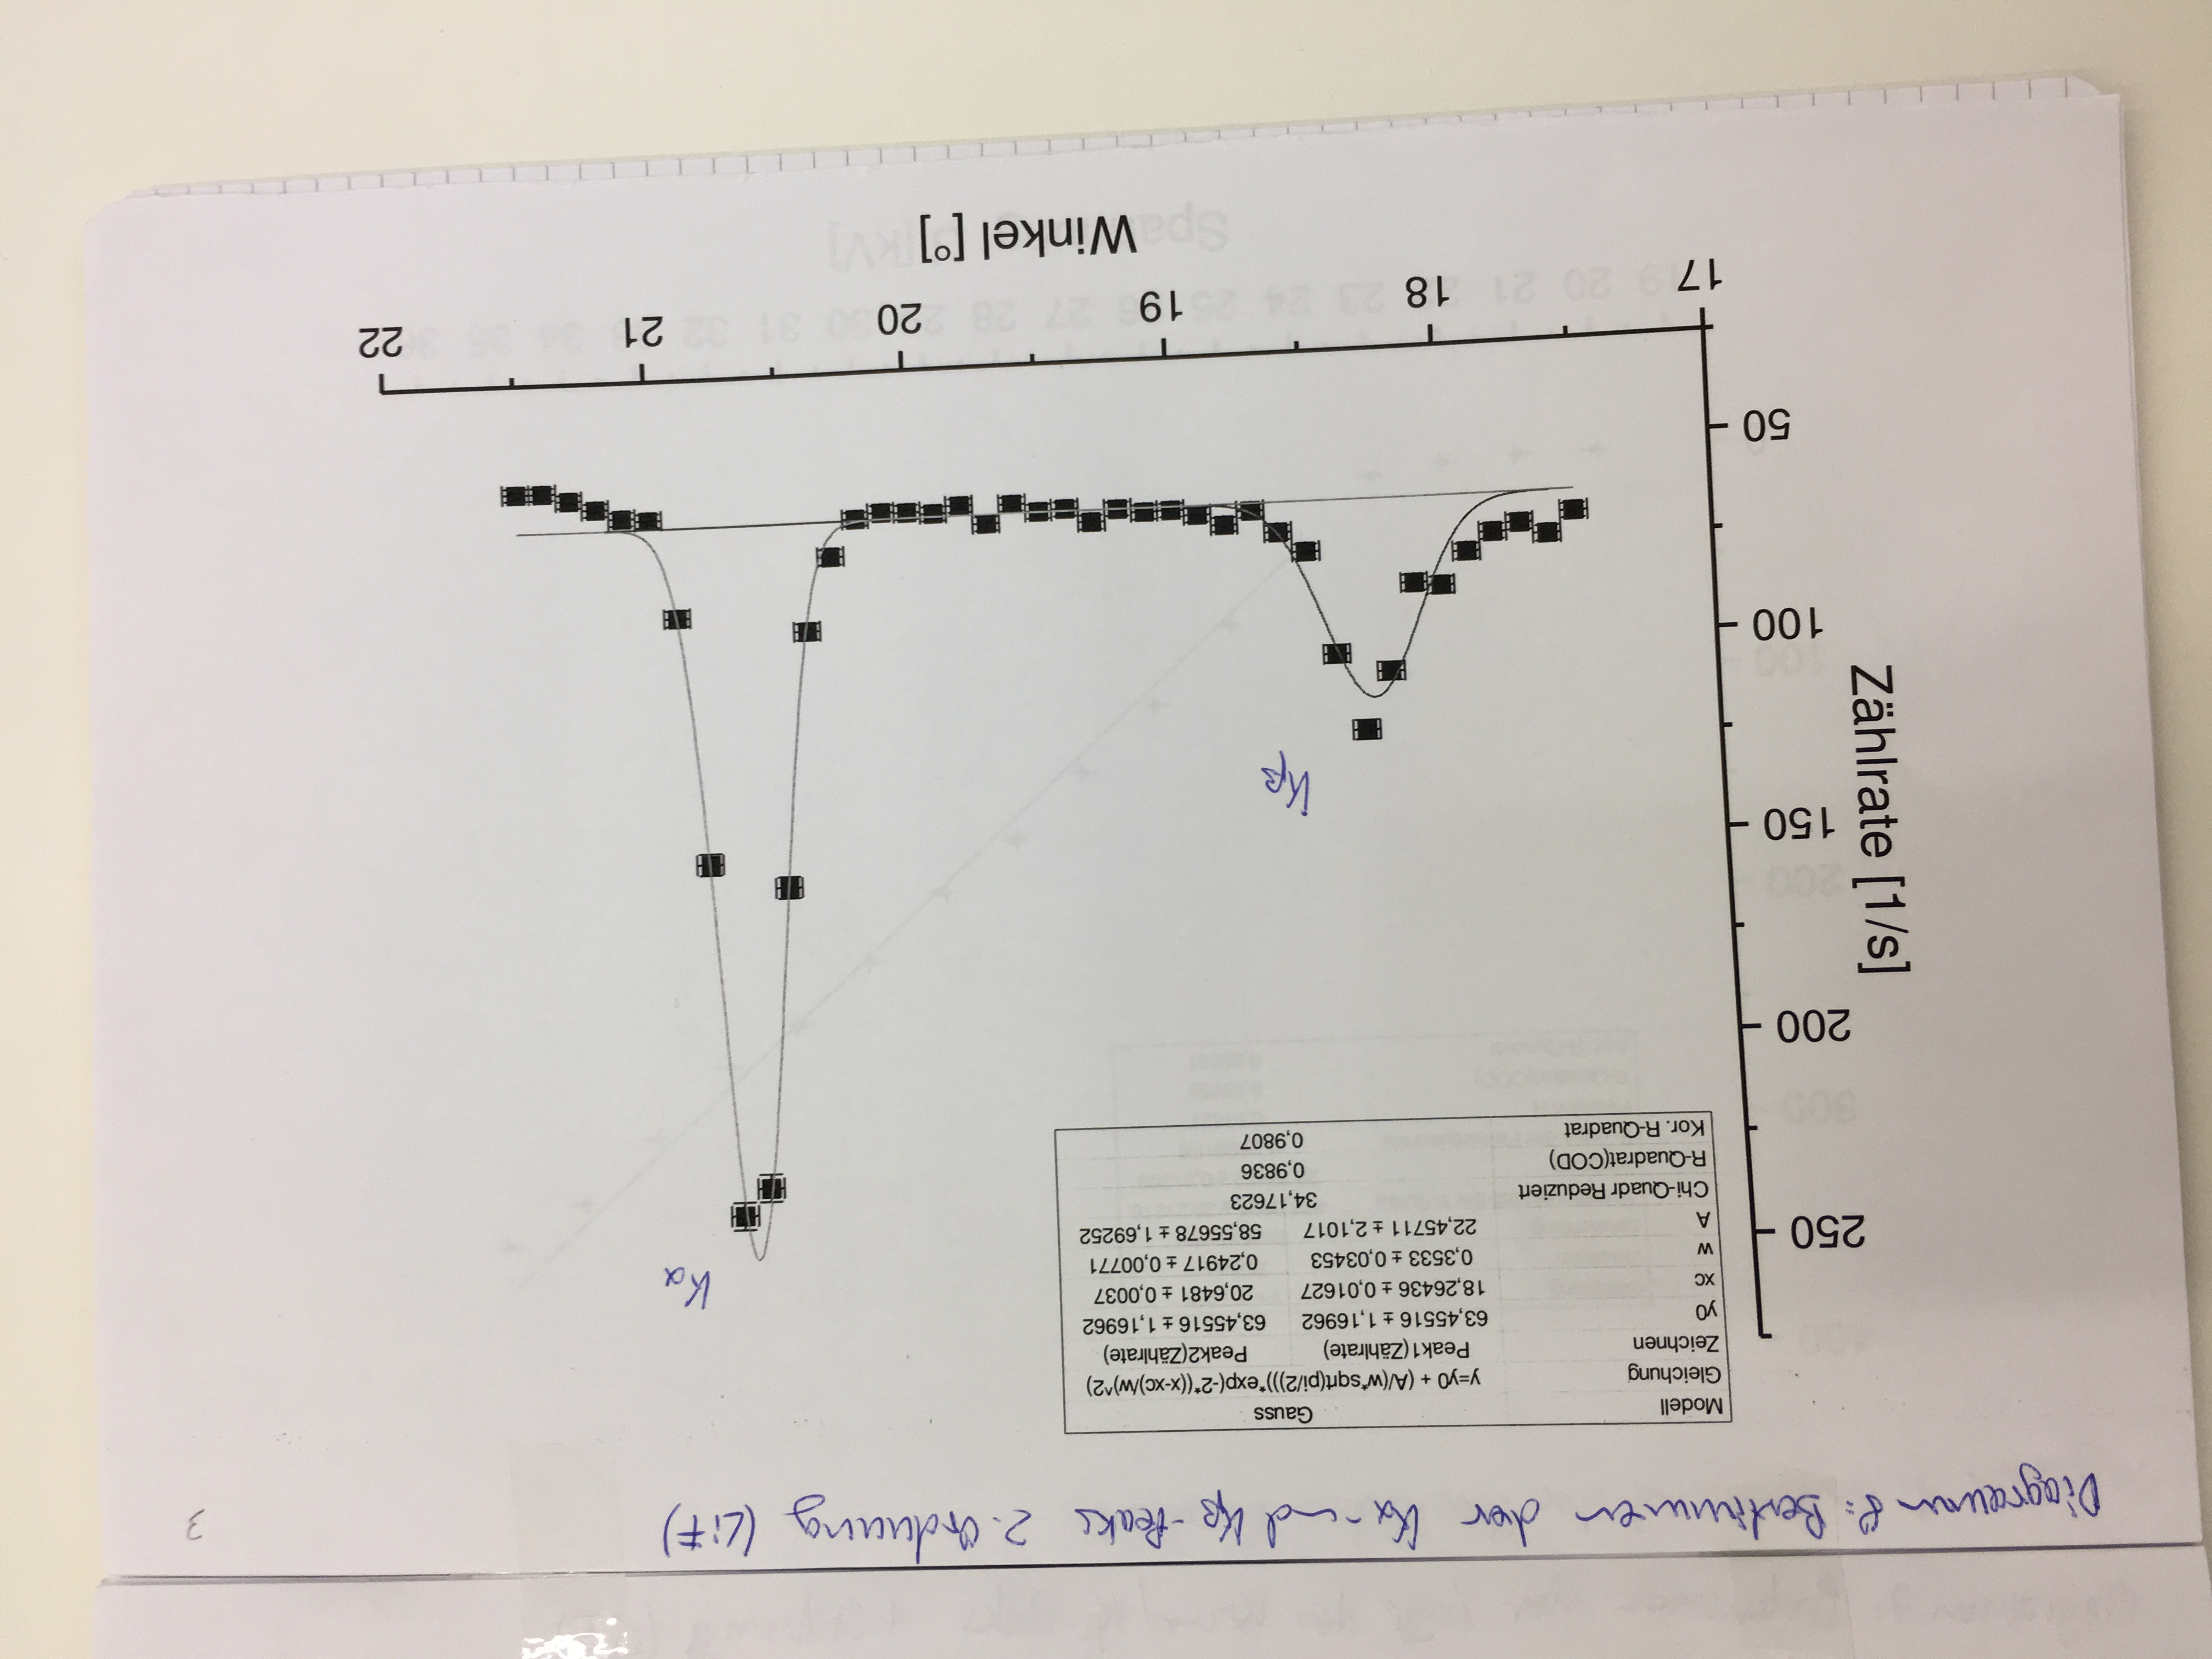 Diagramm 8: Bestimmen der Kα- und Kβ-Peaks 2. Ordnung (LiF)
3
Modell Gauss
Gleichung y=y0 + (A/(w*sqrt(pi/2)))*exp(-2*((x-xc)/w)^2)
Zeichnen Peak1(Zählrate) Peak2(Zählrate)
y0 63,45516 ± 1,16962 63,45516 ± 1,16962
xc 18,26436 ± 0,01627 20,6481 ± 0,0037
w 0,3533 ± 0,03453 0,24917 ± 0,00771
A 22,45711 ± 2,1017 58,55678 ± 1,69252
Chi-Quadr Reduziert 34,17623
R-Quadrat(COD) 0,9836
Kor. R-Quadrat 0,9807
Kα
250
200
150
100
50
Zählrate [1/s]
Kβ
17 18 19 20 21 22
Winkel [°]